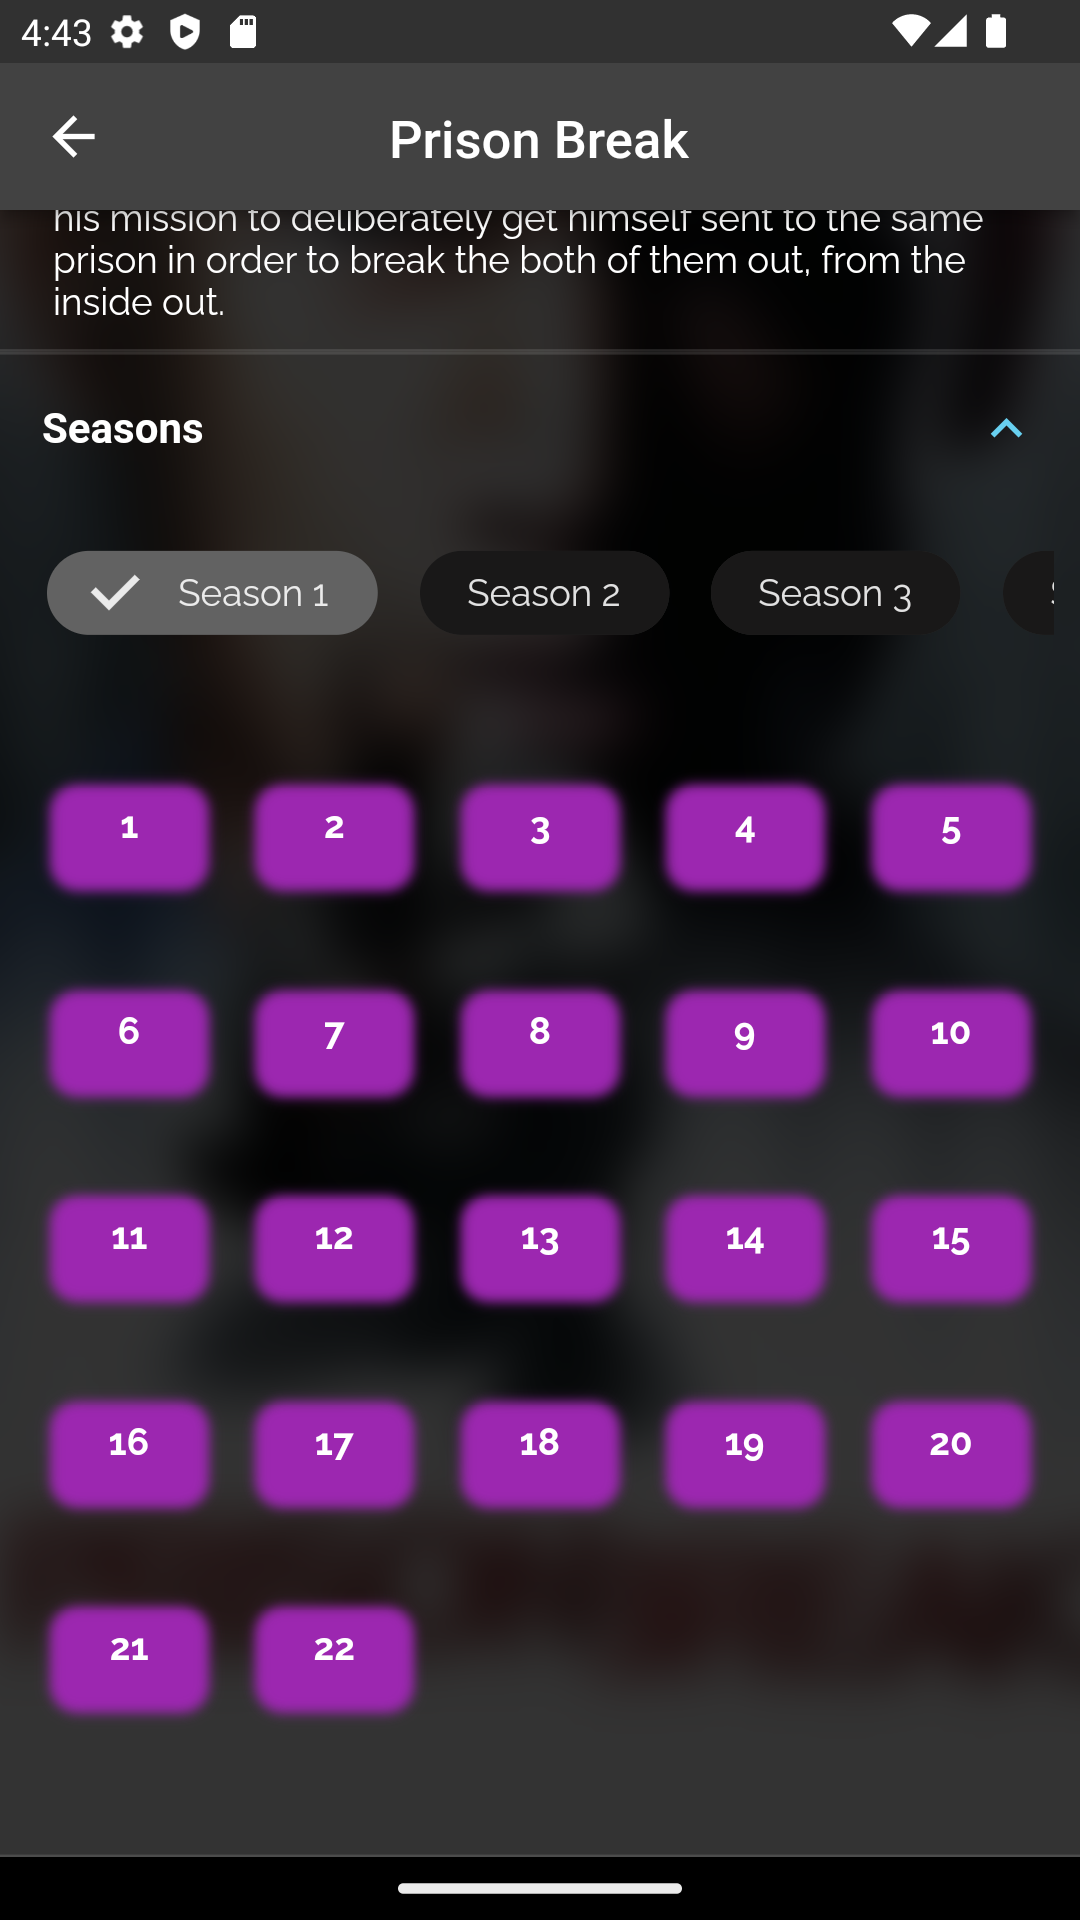 4:43
Prison Break
his mission to deliberately get himself sent to the same
prison in order to break the both of them out, from the
inside out.
Seasons
Season 1 Season 2 Season 3
1 2 3 4 5
6 7 8 9 10
11 12 13 14 15
16 17 18 19 20
21 22